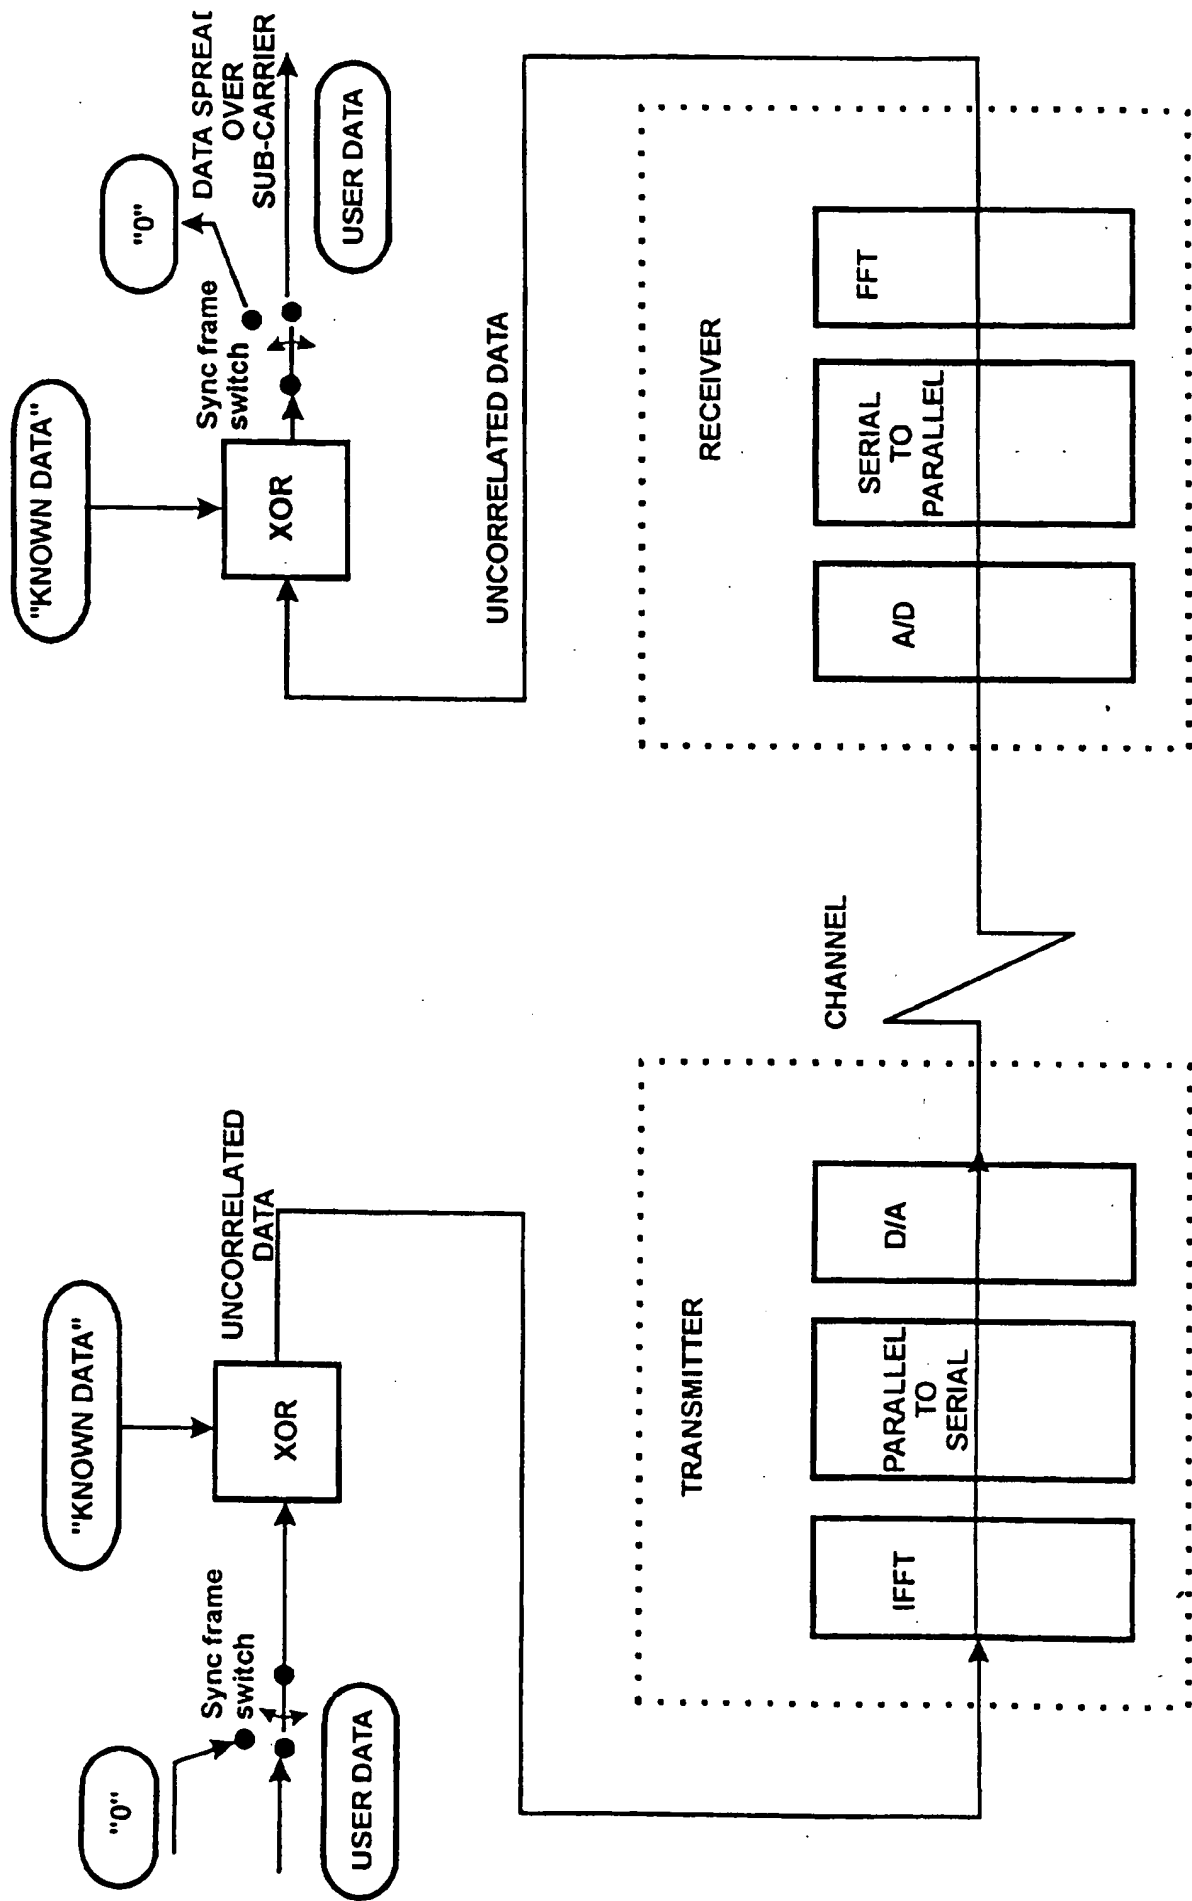 "0"
Sync frame
switch
USER DATA
"KNOWN DATA"
XOR
UNCORRELATED
DATA
TRANSMITTER
IFFT
PARALLEL
TO
SERIAL
D/A
CHANNEL
RECEIVER
A/D
SERIAL
TO
PARALLEL
FFT
UNCORRELATED DATA
"KNOWN DATA"
XOR
Sync frame
switch
"0"
DATA SPREAD
OVER
SUB-CARRIER
USER DATA